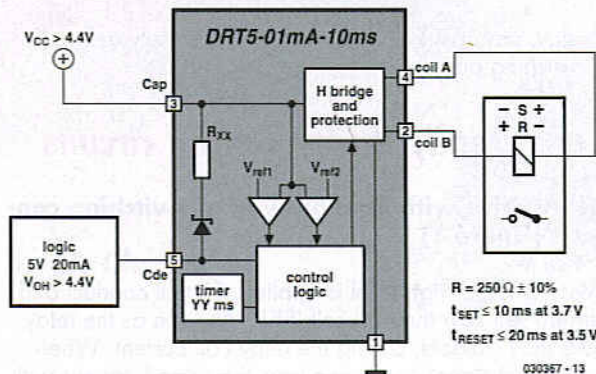 DRT5-01mA-10ms
V_CC > 4.4V
Cap
3
H bridge
and
protection
4
coil A
2
coil B
R_XX
V_ref1
V_ref2
– S +
+ R –
logic
5V 20mA
V_OH > 4.4V
5
Cde
timer
YY ms
control
logic
1
R = 250 Ω ± 10%
t_SET ≤ 10 ms at 3.7 V
t_RESET ≤ 20 ms at 3.5 V
030367 - 13